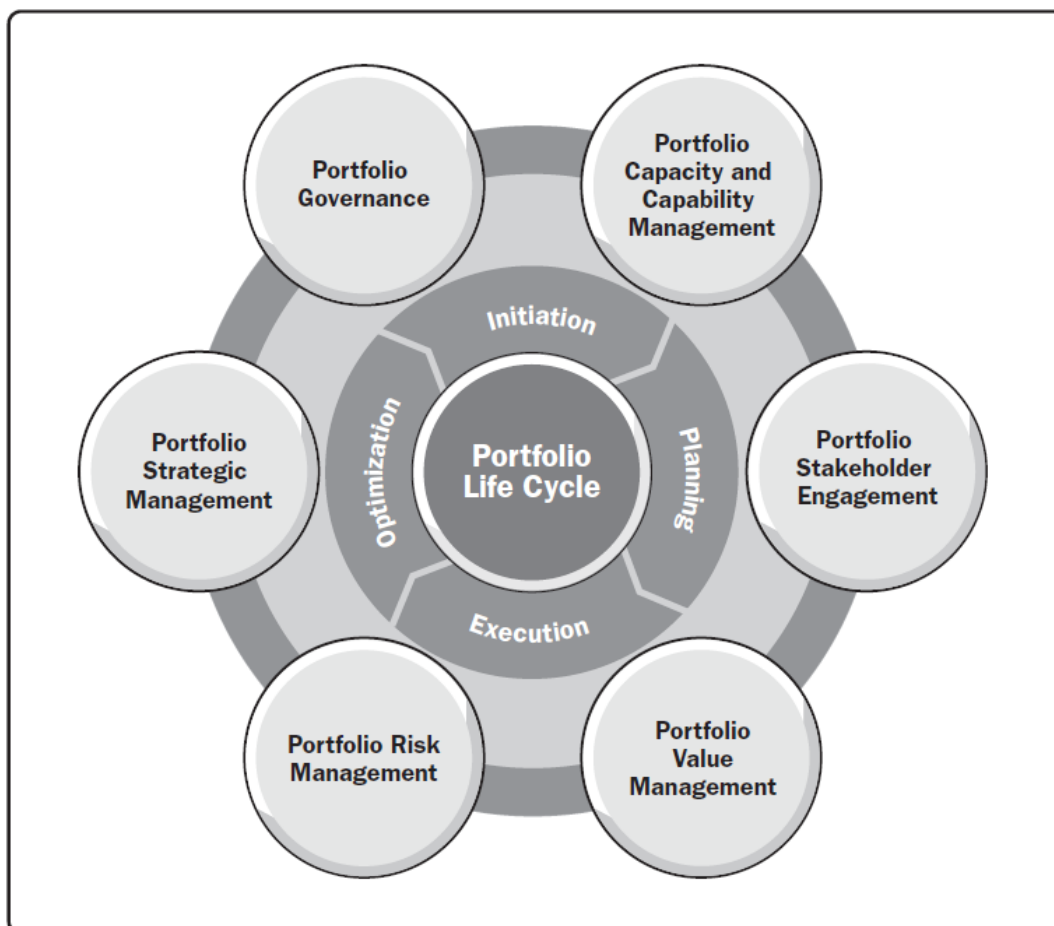 Portfolio
Governance
Portfolio
Capacity and
Capability
Management
Initiation
Portfolio
Strategic
Management
Optimization
Portfolio
Life Cycle
Planning
Portfolio
Stakeholder
Engagement
Execution
Portfolio Risk
Management
Portfolio
Value
Management